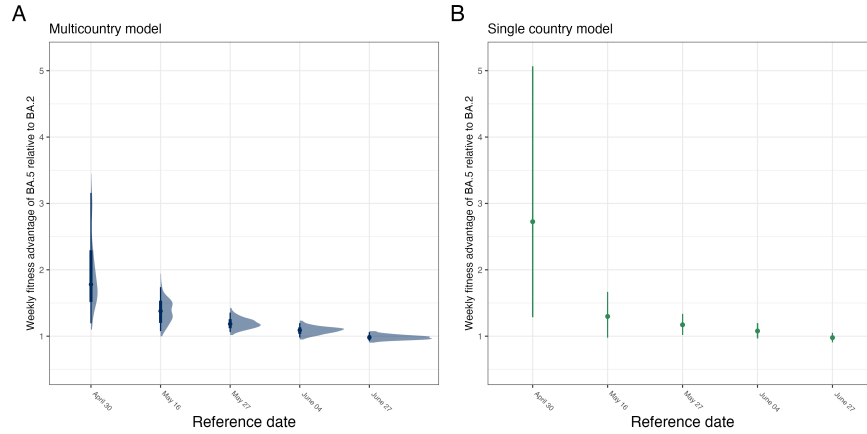 A
Multicountry model
Weekly fitness advantage of BA.5 relative to BA.2
5
4
3
2
1
April 30
May 16
May 27
June 04
June 27
Reference date
B
Single country model
Weekly fitness advantage of BA.5 relative to BA.2
5
4
3
2
1
April 30
May 16
May 27
June 04
June 27
Reference date